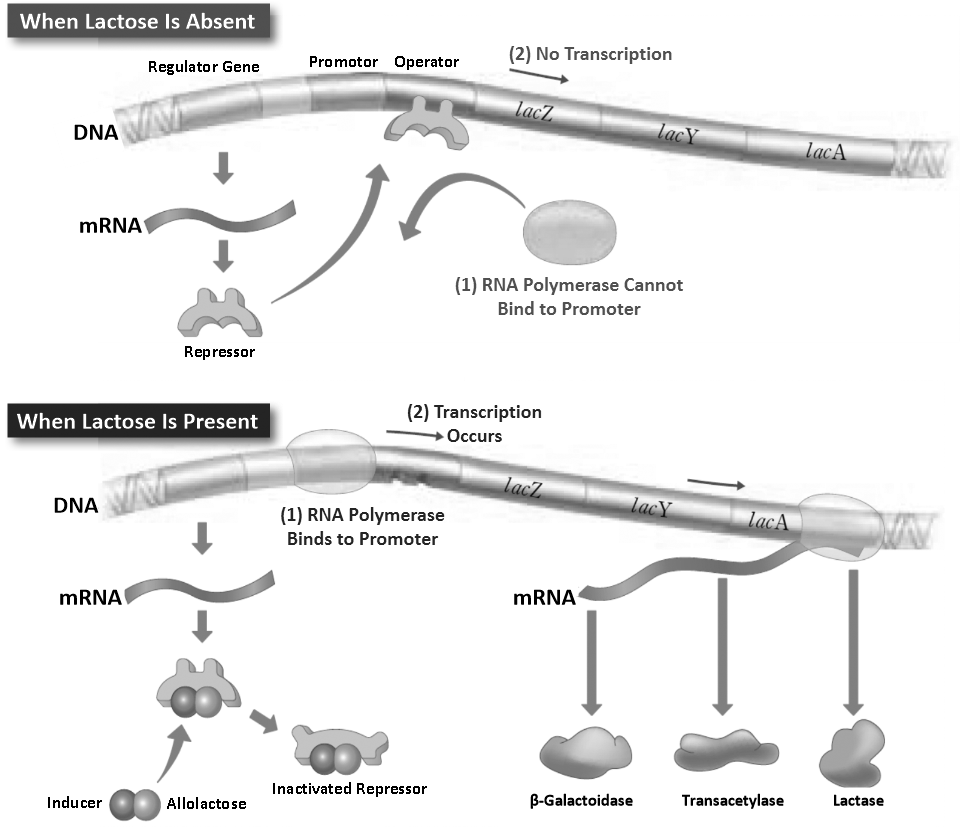 When Lactose Is Absent
(2) No Transcription
Regulator Gene
Promotor
Operator
lacZ
lacY
lacA
DNA
mRNA
(1) RNA Polymerase Cannot
Bind to Promoter
Repressor
When Lactose Is Present
(2) Transcription
Occurs
lacZ
lacY
lacA
DNA
(1) RNA Polymerase
Binds to Promoter
mRNA
mRNA
Inactivated Repressor
Inducer
Allolactose
β-Galactoidase
Transacetylase
Lactase